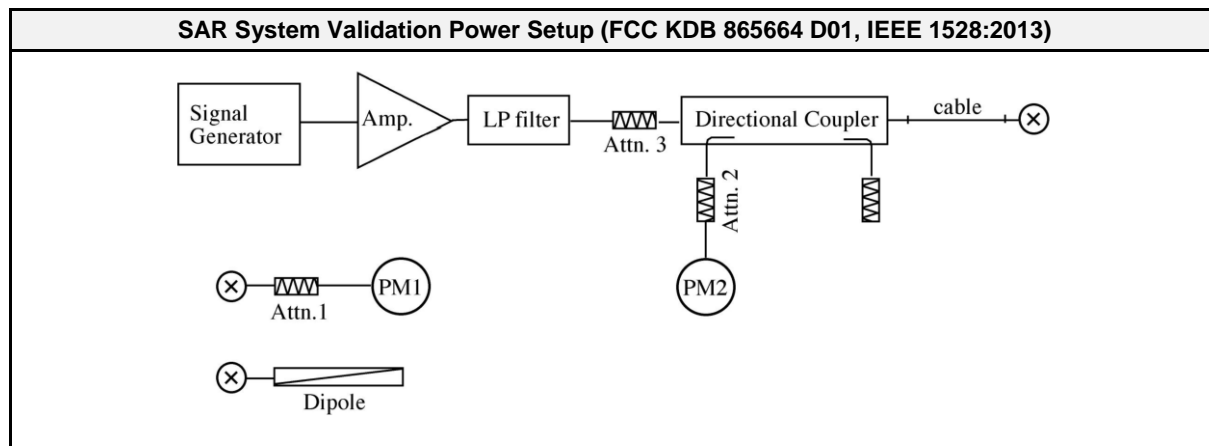 SAR System Validation Power Setup (FCC KDB 865664 D01, IEEE 1528:2013)
Signal
Generator
Amp.
LP filter
Attn. 3
Directional Coupler
cable
Attn. 2
PM1
Attn.1
PM2
Dipole